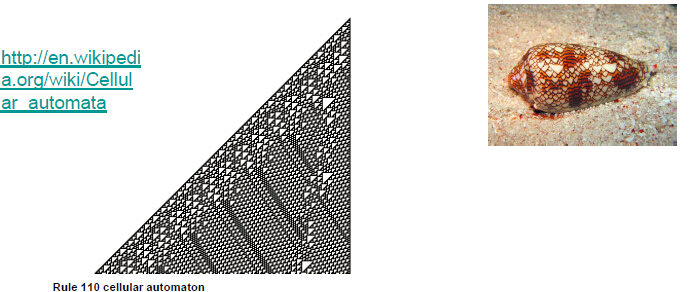 http://en.wikipedi
a.org/wiki/Cellul
ar_automata
Rule 110 cellular automaton